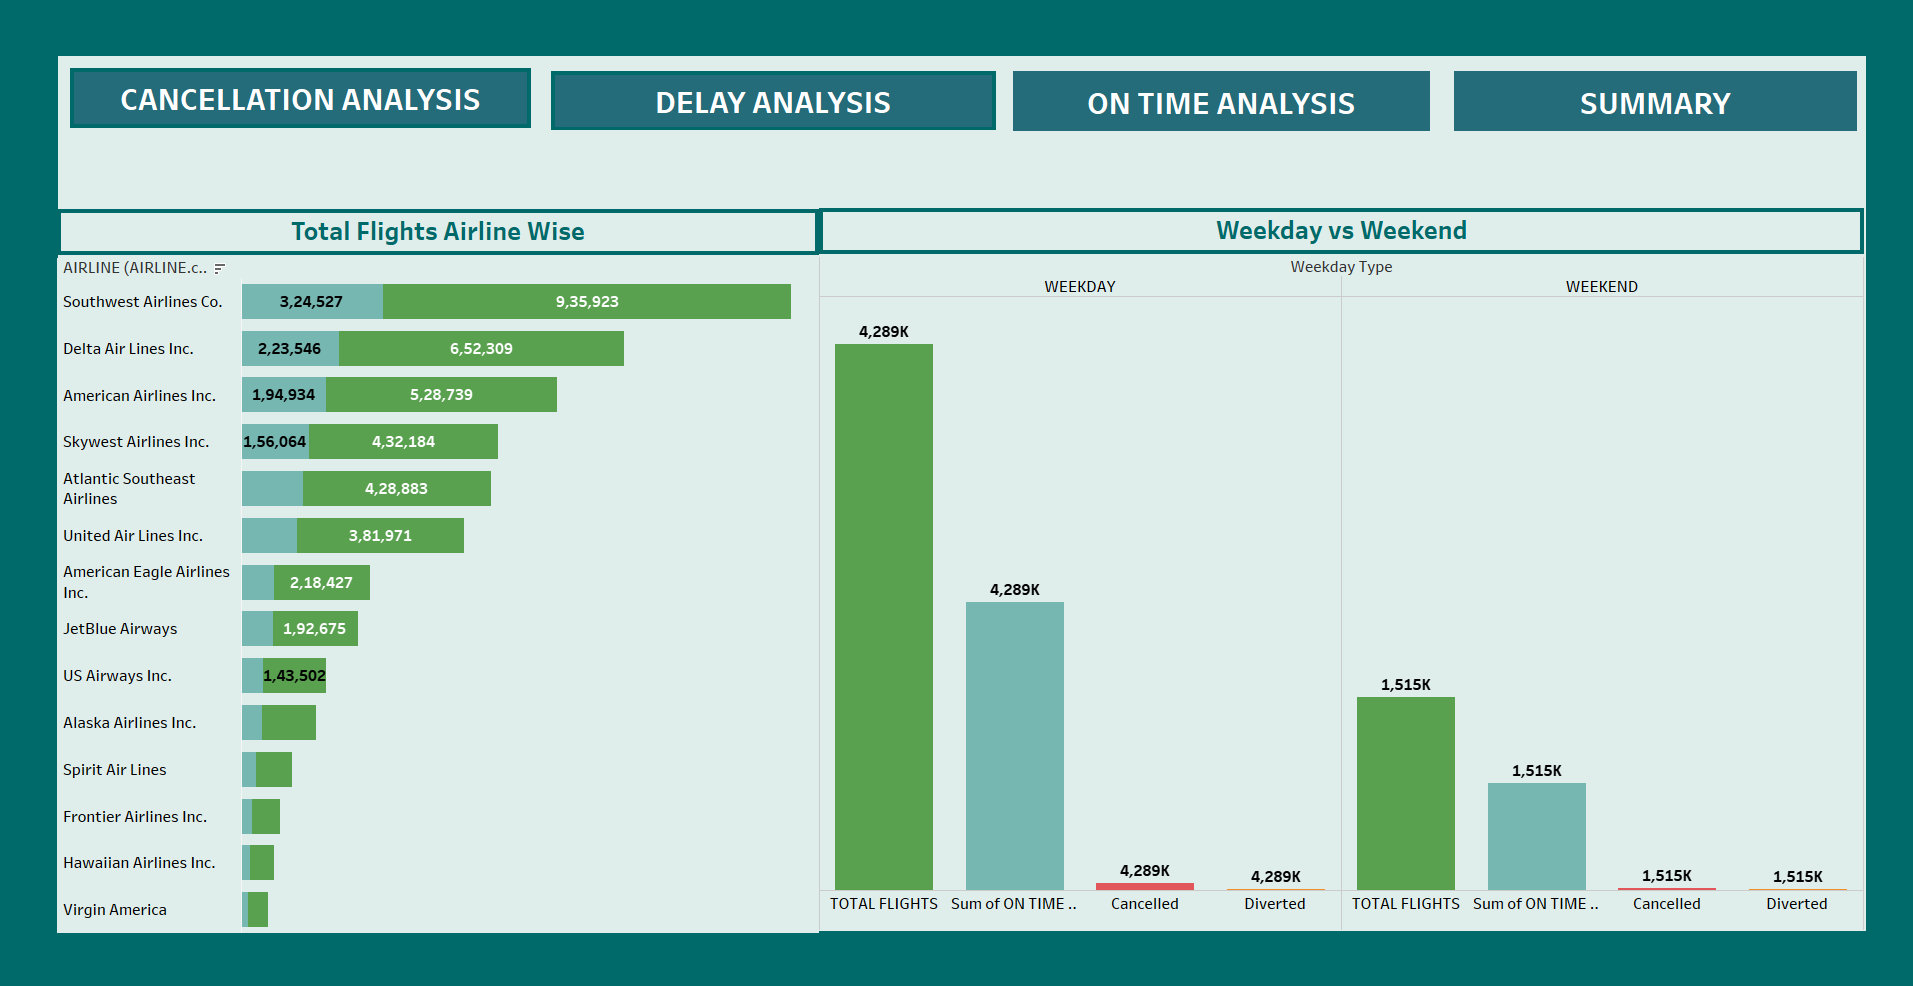 CANCELLATION ANALYSIS
DELAY ANALYSIS
ON TIME ANALYSIS
SUMMARY
Total Flights Airline Wise
AIRLINE (AIRLINE.c..
Southwest Airlines Co.
3,24,527
9,35,923
Delta Air Lines Inc.
2,23,546
6,52,309
American Airlines Inc.
1,94,934
5,28,739
Skywest Airlines Inc.
1,56,064
4,32,184
Atlantic Southeast
Airlines
4,28,883
United Air Lines Inc.
3,81,971
American Eagle Airlines
Inc.
2,18,427
JetBlue Airways
1,92,675
US Airways Inc.
1,43,502
Alaska Airlines Inc.
Spirit Air Lines
Frontier Airlines Inc.
Hawaiian Airlines Inc.
Virgin America
Weekday vs Weekend
Weekday Type
WEEKDAY
WEEKEND
4,289K
4,289K
4,289K
4,289K
1,515K
1,515K
1,515K
1,515K
TOTAL FLIGHTS
Sum of ON TIME ..
Cancelled
Diverted
TOTAL FLIGHTS
Sum of ON TIME ..
Cancelled
Diverted